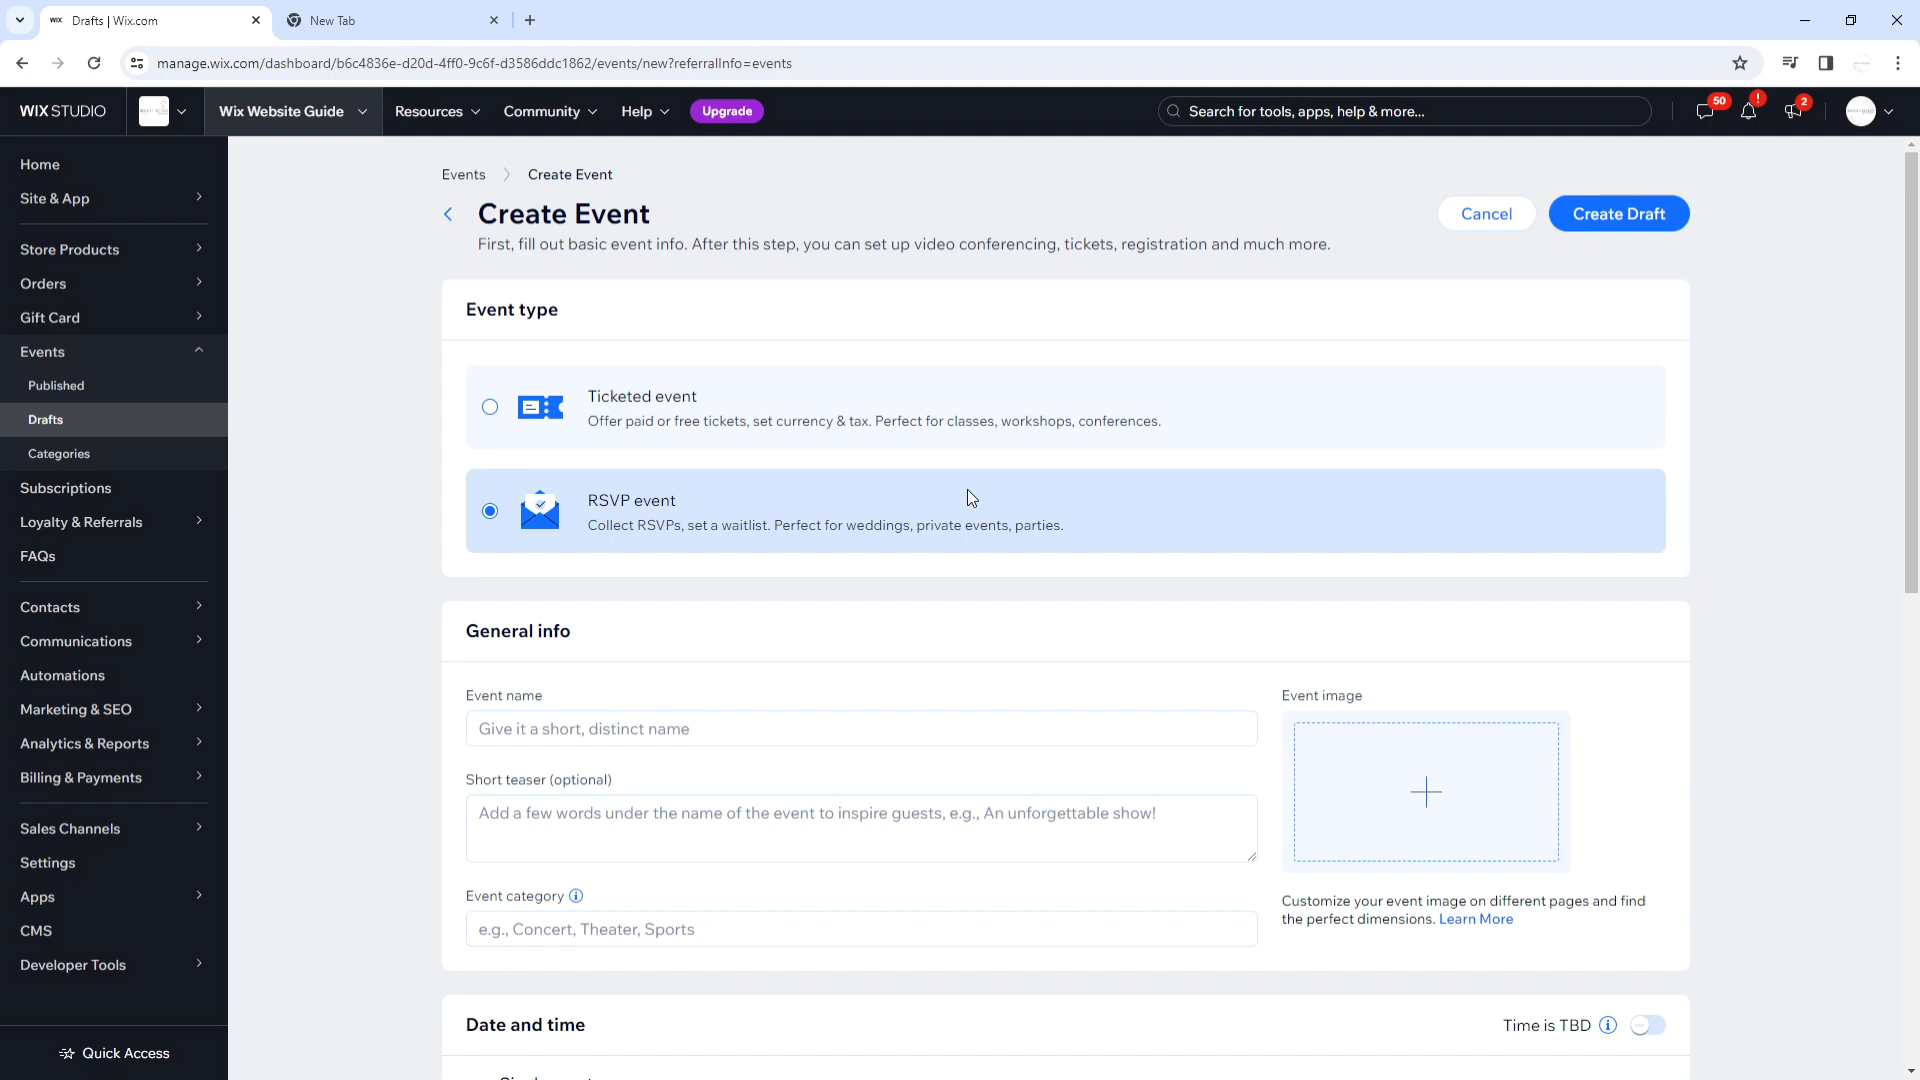 Drafts | Wix.com
New Tab
manage.wix.com/dashboard/b6c4836e-d20d-4ff0-9c6f-d3586ddc1862/events/new?referralInfo=events
WIX STUDIO
Wix Website Guide
Resources
Community
Help
Upgrade
Search for tools, apps, help & more...
50
!
2
Home
Site & App
Store Products
Orders
Gift Card
Events
Published
Drafts
Categories
Subscriptions
Loyalty & Referrals
FAQs
Contacts
Communications
Automations
Marketing & SEO
Analytics & Reports
Billing & Payments
Sales Channels
Settings
Apps
CMS
Developer Tools
Quick Access
Events
Create Event
Create Event
Cancel
Create Draft
First, fill out basic event info. After this step, you can set up video conferencing, tickets, registration and much more.
Event type
Ticketed event
Offer paid or free tickets, set currency & tax. Perfect for classes, workshops, conferences.
RSVP event
Collect RSVPs, set a waitlist. Perfect for weddings, private events, parties.
General info
Event name
Give it a short, distinct name
Short teaser (optional)
Add a few words under the name of the event to inspire guests, e.g., An unforgettable show!
Event category
e.g., Concert, Theater, Sports
Event image
Customize your event image on different pages and find
the perfect dimensions. Learn More
Date and time
Time is TBD